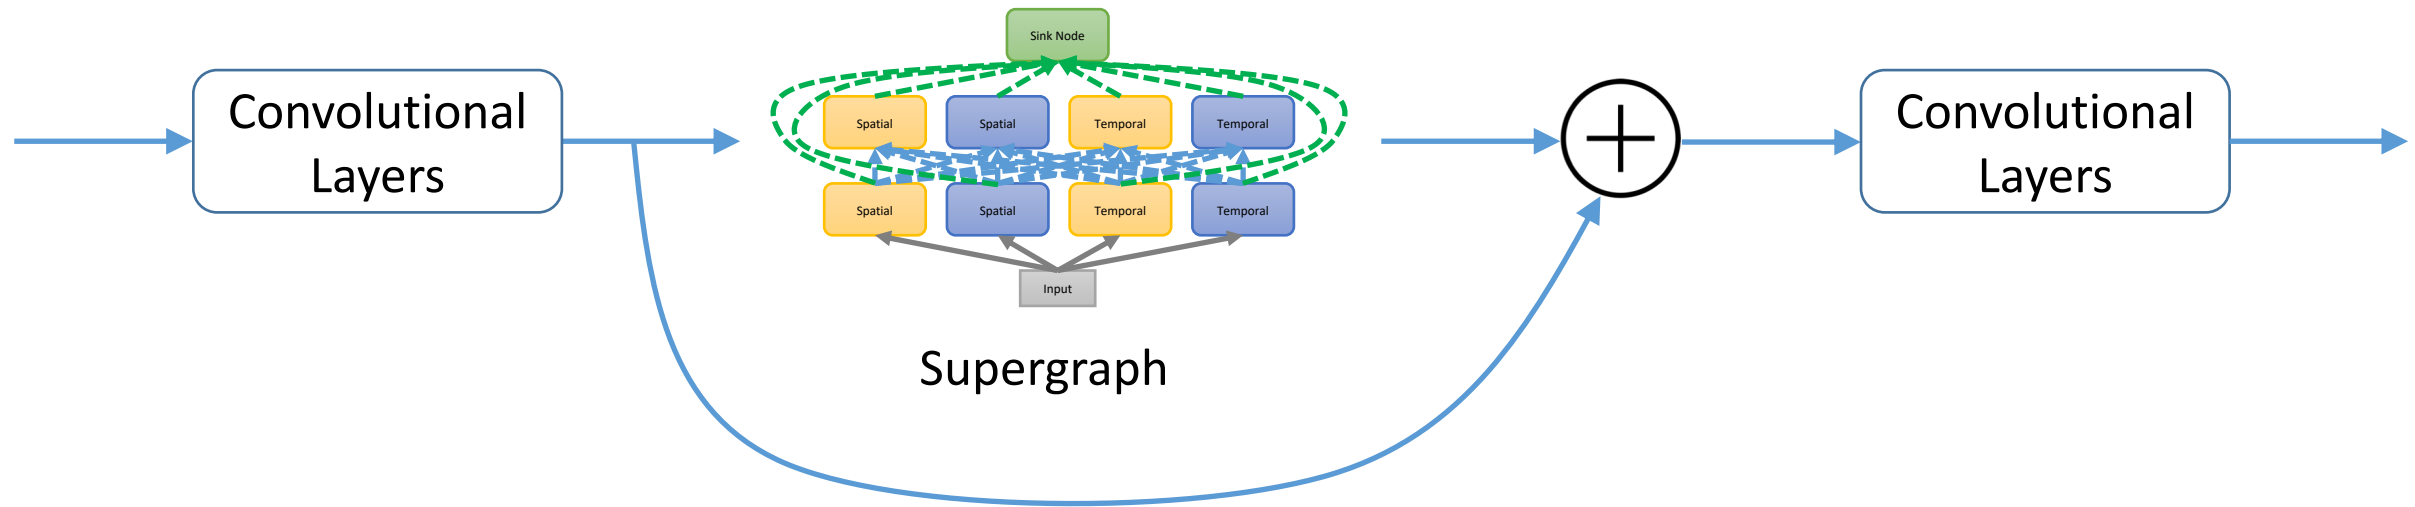 Convolutional
Layers
Sink Node
Spatial
Spatial
Temporal
Temporal
Spatial
Spatial
Temporal
Temporal
Input
Supergraph
Convolutional
Layers